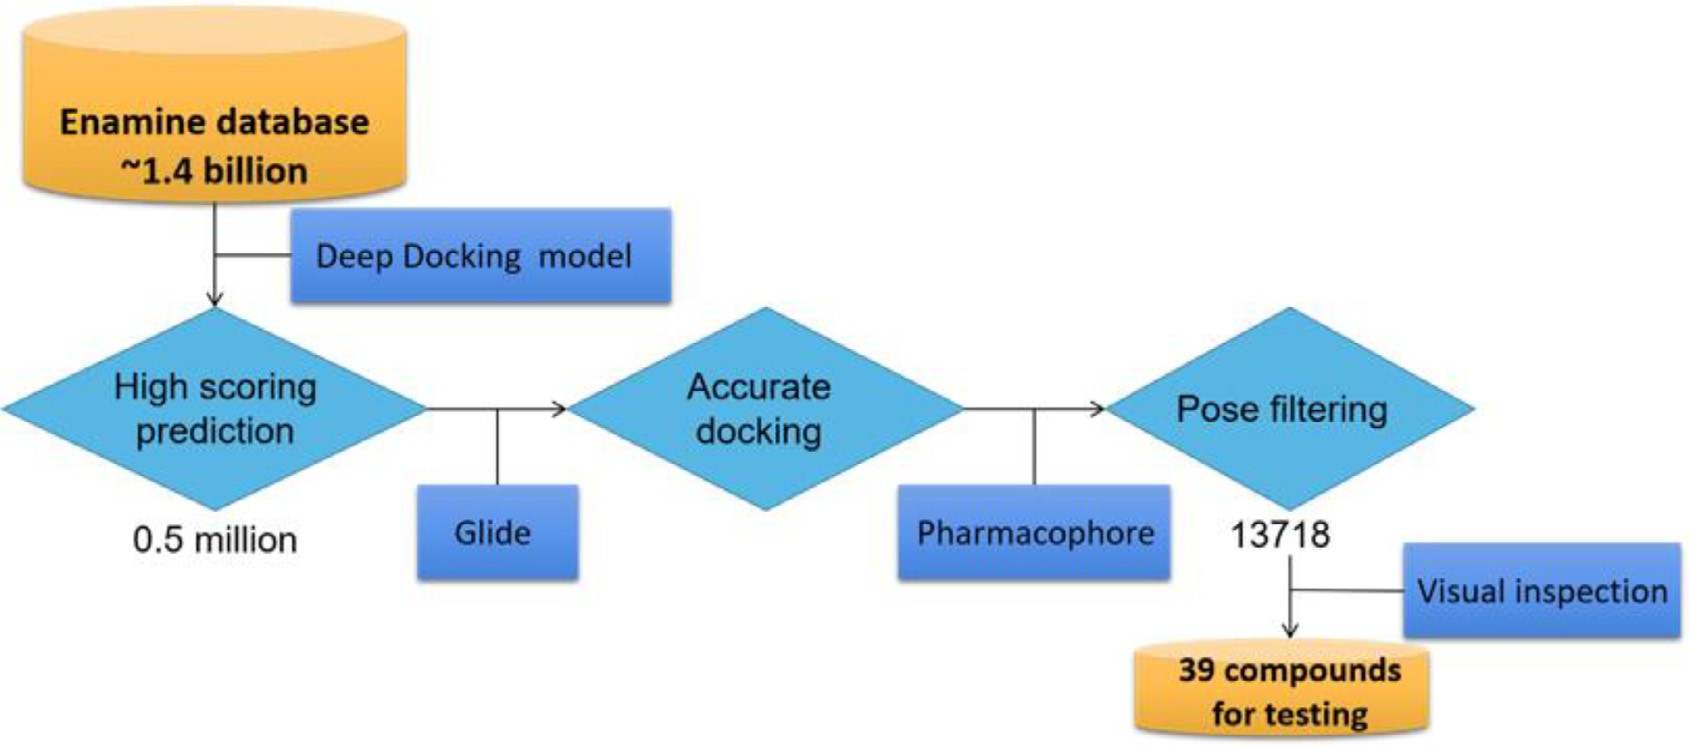 Enamine database
~1.4 billion
Deep Docking model
High scoring
prediction
0.5 million
Glide
Accurate
docking
Pharmacophore
Pose filtering
13718
Visual inspection
39 compounds
for testing